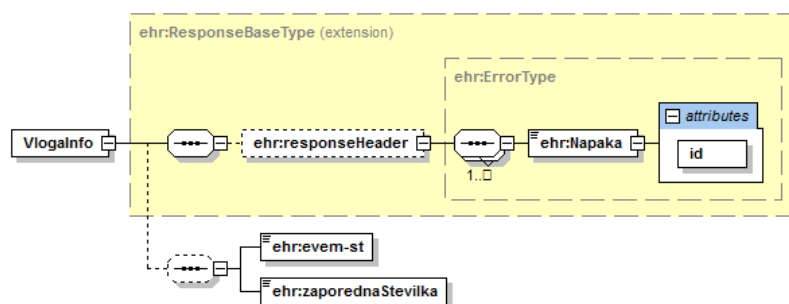 ehr:ResponseBaseType (extension)
ehr:ErrorType
attributes
VlogaInfo
ehr:responseHeader
ehr:Napaka
id
1..□
ehr:evem-st
ehr:zaporednaStevilka